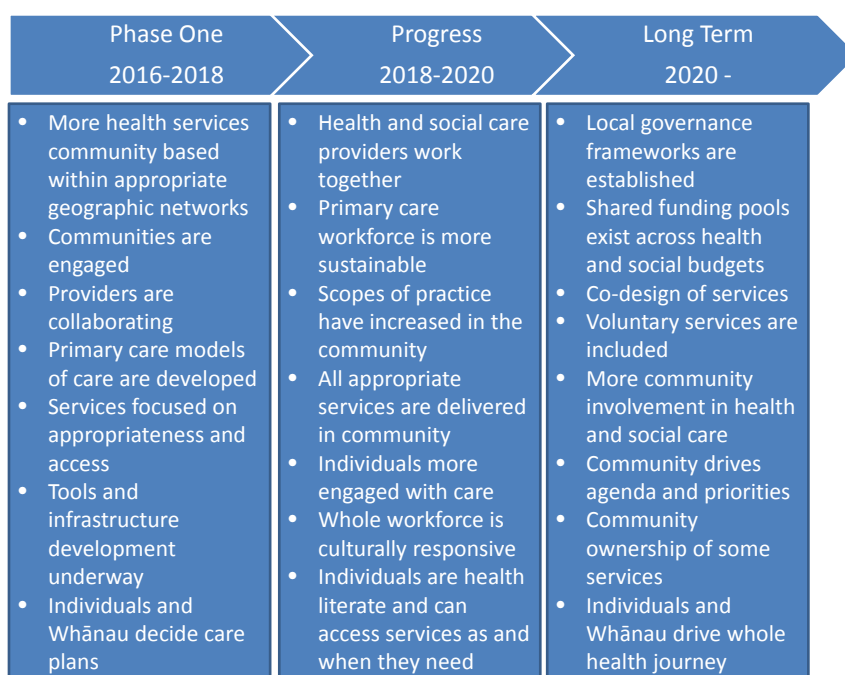 Phase One
2016-2018
Progress
2018-2020
Long Term
2020 -
• More health services
community based
within appropriate
geographic networks
• Communities are
engaged
• Providers are
collaborating
• Primary care models
of care are developed
• Services focused on
appropriateness and
access
• Tools and
infrastructure
development
underway
• Individuals and
Whānau decide care
plans
• Health and social care
providers work
together
• Primary care
workforce is more
sustainable
• Scopes of practice
have increased in the
community
• All appropriate
services are delivered
in community
• Individuals more
engaged with care
• Whole workforce is
culturally responsive
• Individuals are health
literate and can
access services as and
when they need
• Local governance
frameworks are
established
• Shared funding pools
exist across health
and social budgets
• Co-design of services
• Voluntary services are
included
• More community
involvement in health
and social care
• Community drives
agenda and priorities
• Community
ownership of some
services
• Individuals and
Whānau drive whole
health journey